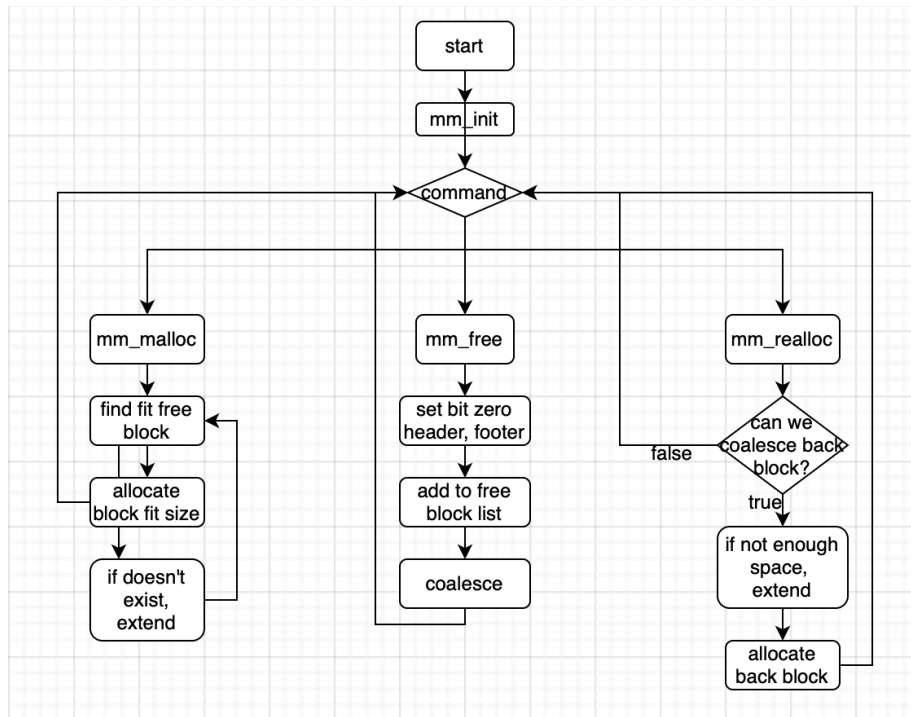 start
mm_init
command
mm_malloc
mm_free
mm_realloc
find fit free
block
set bit zero
header, footer
can we
coalesce back
block?
false
true
allocate
block fit size
add to free
block list
if doesn't
exist,
extend
coalesce
if not enough
space,
extend
allocate
back block